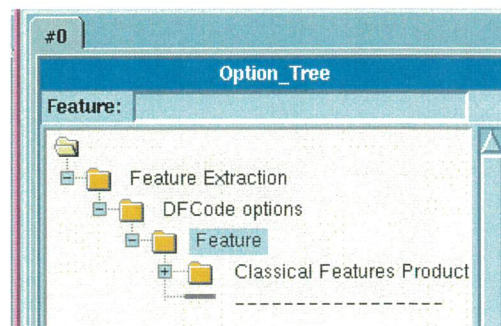 #0
Option_Tree
Feature:
Feature Extraction
DFCode options
Feature
Classical Features Product
------------------